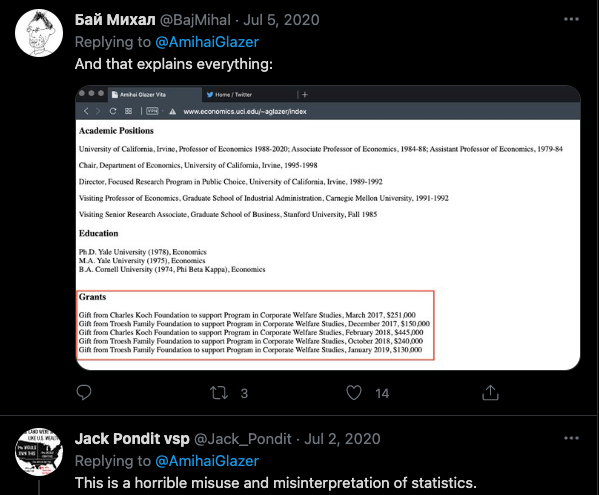 Бай Михал @BajMihal · Jul 5, 2020
Replying to @AmihaiGlazer
And that explains everything:
Amihai Glazer Vita
Home / Twitter
VPN
www.economics.uci.edu/~aglazer/index
Academic Positions
University of California, Irvine, Professor of Economics 1988-2020; Associate Professor of Economics, 1984-88; Assistant Professor of Economics, 1979-84
Chair, Department of Economics, University of California, Irvine, 1995-1998
Director, Focused Research Program in Public Choice, University of California, Irvine, 1989-1992
Visiting Professor of Economics, Graduate School of Industrial Administration, Carnegie Mellon University, 1991-1992
Visiting Senior Research Associate, Graduate School of Business, Stanford University, Fall 1985
Education
Ph.D. Yale University (1978), Economics
M.A. Yale University (1975), Economics
B.A. Cornell University (1974, Phi Beta Kappa), Economics
Grants
Gift from Charles Koch Foundation to support Program in Corporate Welfare Studies, March 2017, $251,000
Gift from Troesh Family Foundation to support Program in Corporate Welfare Studies, December 2017, $150,000
Gift from Charles Koch Foundation to support Program in Corporate Welfare Studies, February 2018, $445,000
Gift from Troesh Family Foundation to support Program in Corporate Welfare Studies, October 2018, $240,000
Gift from Troesh Family Foundation to support Program in Corporate Welfare Studies, January 2019, $130,000
3
14
Jack Pondit vsp @Jack_Pondit · Jul 2, 2020
Replying to @AmihaiGlazer
This is a horrible misuse and misinterpretation of statistics.